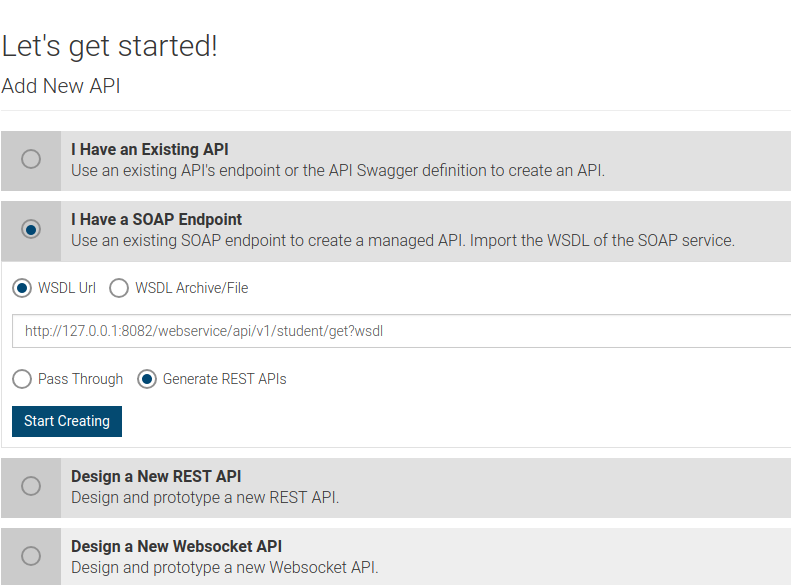 Let's get started!
Add New API
I Have an Existing API
Use an existing API's endpoint or the API Swagger definition to create an API.
I Have a SOAP Endpoint
Use an existing SOAP endpoint to create a managed API. Import the WSDL of the SOAP service.
WSDL Url WSDL Archive/File
http://127.0.0.1:8082/webservice/api/v1/student/get?wsdl
Pass Through Generate REST APIs
Start Creating
Design a New REST API
Design and prototype a new REST API.
Design a New Websocket API
Design and prototype a new Websocket API.